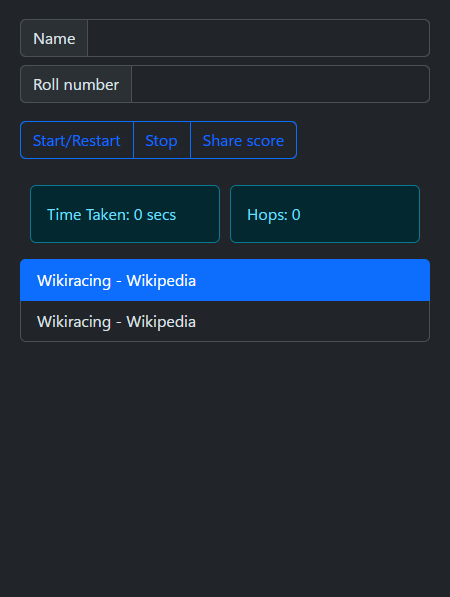 Name
Roll number
Start/Restart Stop Share score
Time Taken: 0 secs Hops: 0
Wikiracing - Wikipedia
Wikiracing - Wikipedia